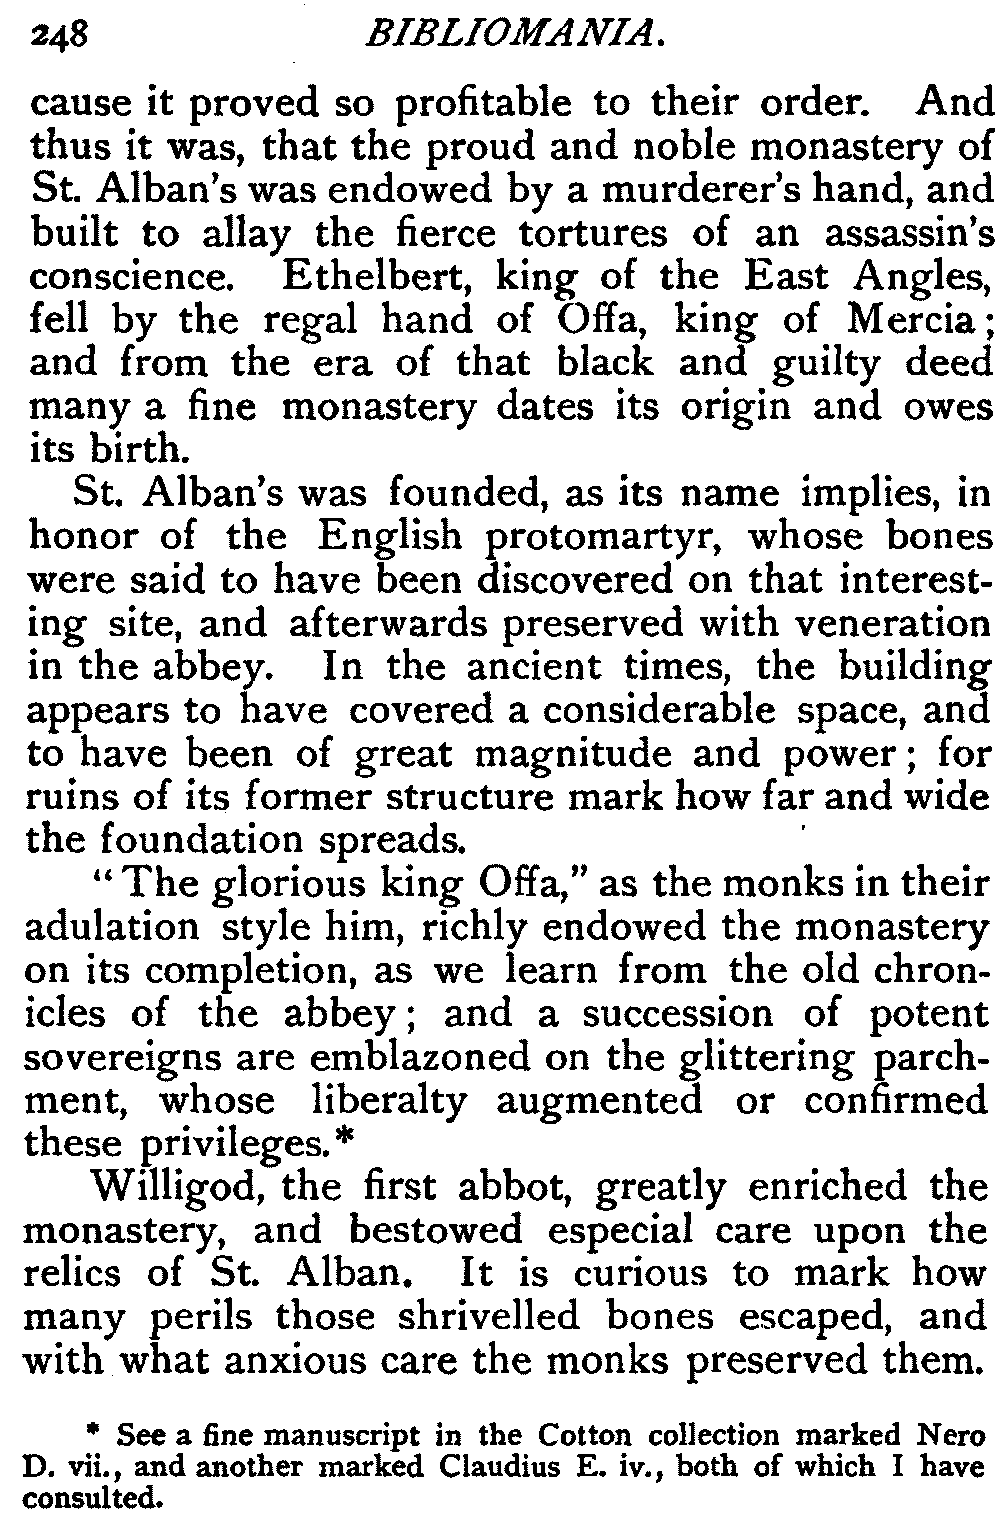 248 BIBLIOMANIA.
cause it proved so profitable to their order. And
thus it was, that the proud and noble monastery of
St. Alban's was endowed by a murderer's hand, and
built to allay the fierce tortures of an assassin's
conscience. Ethelbert, king of the East Angles,
fell by the regal hand of Offa, king of Mercia;
and from the era of that black and guilty deed
many a fine monastery dates its origin and owes
its birth.
St. Alban's was founded, as its name implies, in
honor of the English protomartyr, whose bones
were said to have been discovered on that interest-
ing site, and afterwards preserved with veneration
in the abbey. In the ancient times, the building
appears to have covered a considerable space, and
to have been of great magnitude and power; for
ruins of its former structure mark how far and wide
the foundation spreads.
"The glorious king Offa," as the monks in their
adulation style him, richly endowed the monastery
on its completion, as we learn from the old chron-
icles of the abbey; and a succession of potent
sovereigns are emblazoned on the glittering parch-
ment, whose liberalty augmented or confirmed
these privileges.*
Willigod, the first abbot, greatly enriched the
monastery, and bestowed especial care upon the
relics of St. Alban. It is curious to mark how
many perils those shrivelled bones escaped, and
with what anxious care the monks preserved them.
* See a fine manuscript in the Cotton collection marked Nero
D. vii., and another marked Claudius E. iv., both of which I have
consulted.